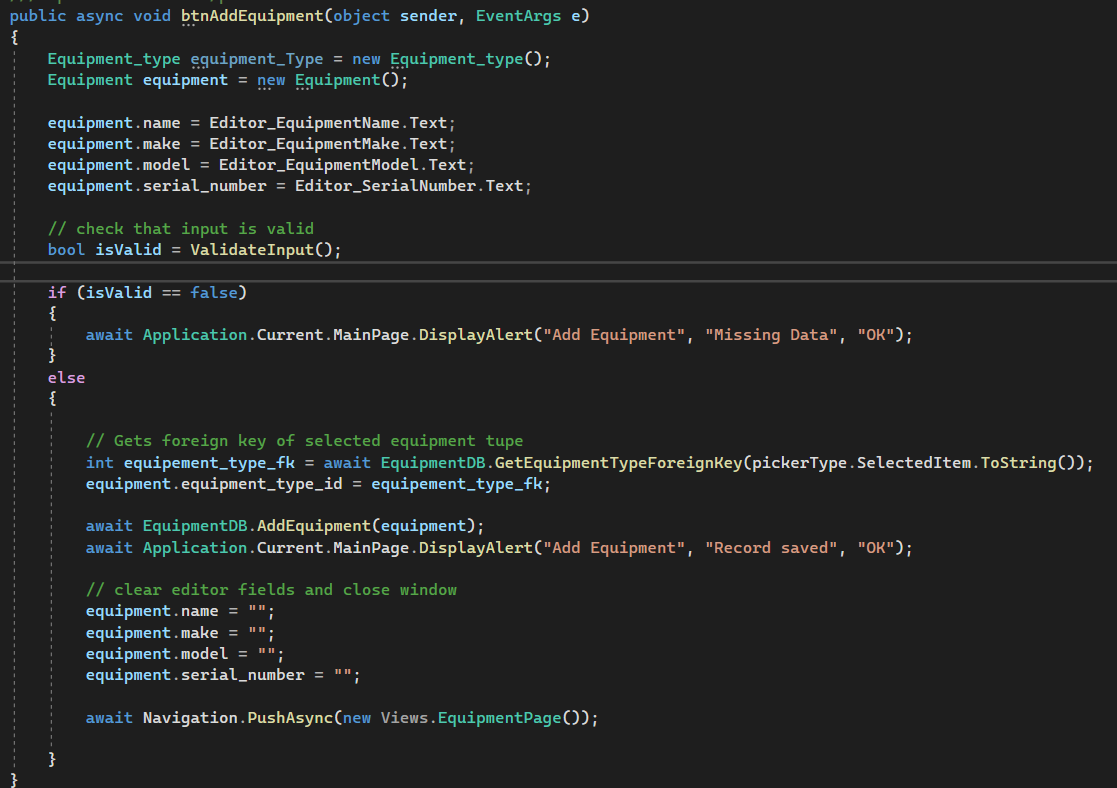 public async void btnAddEquipment(object sender, EventArgs e)
{
Equipment_type equipment_Type = new Equipment_type();
Equipment equipment = new Equipment();
equipment.name = Editor_EquipmentName.Text;
equipment.make = Editor_EquipmentMake.Text;
equipment.model = Editor_EquipmentModel.Text;
equipment.serial_number = Editor_SerialNumber.Text;
// check that input is valid
bool isValid = ValidateInput();
if (isValid == false)
{
await Application.Current.MainPage.DisplayAlert("Add Equipment", "Missing Data", "OK");
}
else
{
// Gets foreign key of selected equipment tupe
int equipement_type_fk = await EquipmentDB.GetEquipmentTypeForeignKey(pickerType.SelectedItem.ToString());
equipment.equipment_type_id = equipement_type_fk;
await EquipmentDB.AddEquipment(equipment);
await Application.Current.MainPage.DisplayAlert("Add Equipment", "Record saved", "OK");
// clear editor fields and close window
equipment.name = "";
equipment.make = "";
equipment.model = "";
equipment.serial_number = "";
await Navigation.PushAsync(new Views.EquipmentPage());
}
}